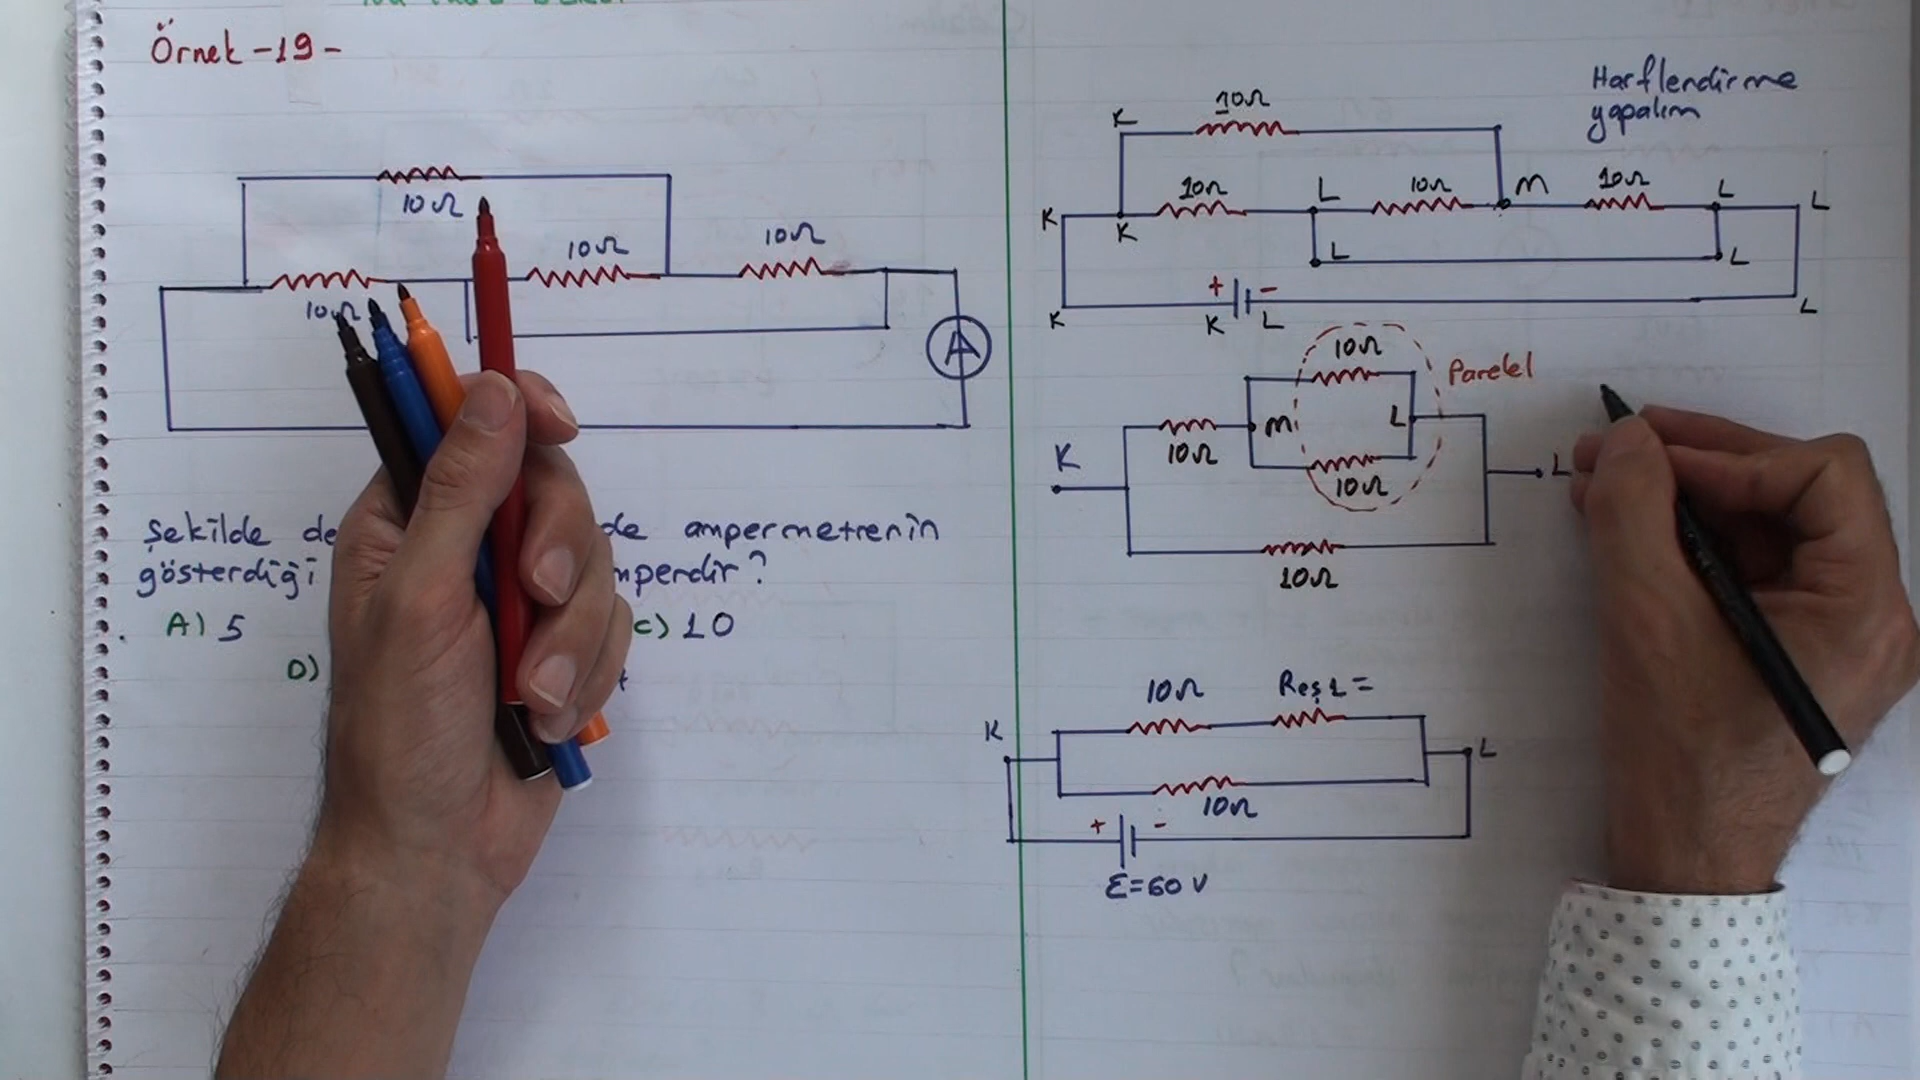 Örnek -19-
10Ω
10Ω
10Ω
10Ω
A
Şekilde de de ampermetrenin
gösterdiği mperdir?
A) 5
C) 10
D)
Harflendirme
yapalım
10Ω
K
10Ω
L
10Ω
M
10Ω
L
K
K
L
L
L
+
-
K
K
L
L
10Ω
Paralel
M
L
10Ω
10Ω
K
L
10Ω
10Ω
Reş1 =
K
L
10Ω
+
-
ε=60 V